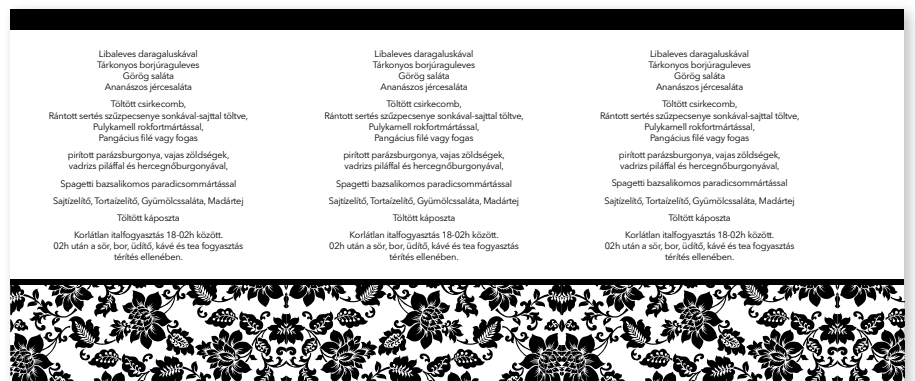 Libaleves daragaluskával
Tárkonyos borjúraguleves
Görög saláta
Ananászos jércesaláta
Töltött csirkecomb,
Rántott sertés szűzpecsenye sonkával-sajttal töltve,
Pulykamell rokfortmártással,
Pangácius filé vagy fogas
pirított parázsburgonya, vajas zöldségek,
vadrizs piláffal és hercegnőburgonyával,
Spagetti bazsalikomos paradicsommártással
Sajtízelítő, Tortaízelítő, Gyümölcssaláta, Madártej
Töltött káposzta
Korlátlan italfogyasztás 18-02h között.
02h után a sör, bor, üdítő, kávé és tea fogyasztás
térítés ellenében.
Libaleves daragaluskával
Tárkonyos borjúraguleves
Görög saláta
Ananászos jércesaláta
Töltött csirkecomb,
Rántott sertés szűzpecsenye sonkával-sajttal töltve,
Pulykamell rokfortmártással,
Pangácius filé vagy fogas
pirított parázsburgonya, vajas zöldségek,
vadrizs piláffal és hercegnőburgonyával,
Spagetti bazsalikomos paradicsommártással
Sajtízelítő, Tortaízelítő, Gyümölcssaláta, Madártej
Töltött káposzta
Korlátlan italfogyasztás 18-02h között.
02h után a sör, bor, üdítő, kávé és tea fogyasztás
térítés ellenében.
Libaleves daragaluskával
Tárkonyos borjúraguleves
Görög saláta
Ananászos jércesaláta
Töltött csirkecomb,
Rántott sertés szűzpecsenye sonkával-sajttal töltve,
Pulykamell rokfortmártással,
Pangácius filé vagy fogas
pirított parázsburgonya, vajas zöldségek,
vadrizs piláffal és hercegnőburgonyával,
Spagetti bazsalikomos paradicsommártással
Sajtízelítő, Tortaízelítő, Gyümölcssaláta, Madártej
Töltött káposzta
Korlátlan italfogyasztás 18-02h között.
02h után a sör, bor, üdítő, kávé és tea fogyasztás
térítés ellenében.